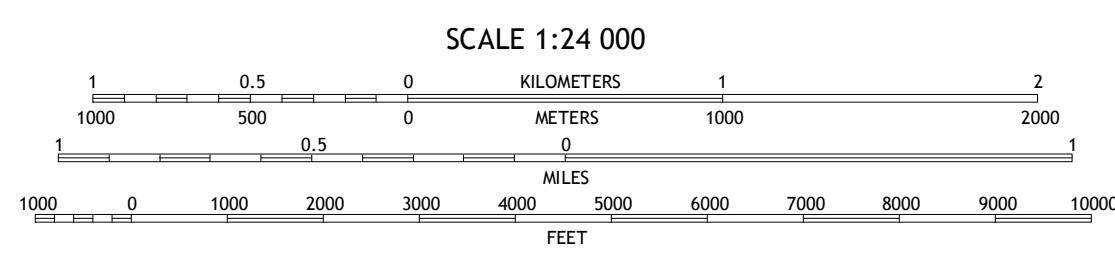 SCALE 1:24 000
1 0.5 0 KILOMETERS 1 2
1000 500 0 METERS 1000 2000
1 0.5 0 1
MILES
1000 0 1000 2000 3000 4000 5000 6000 7000 8000 9000 10000
FEET